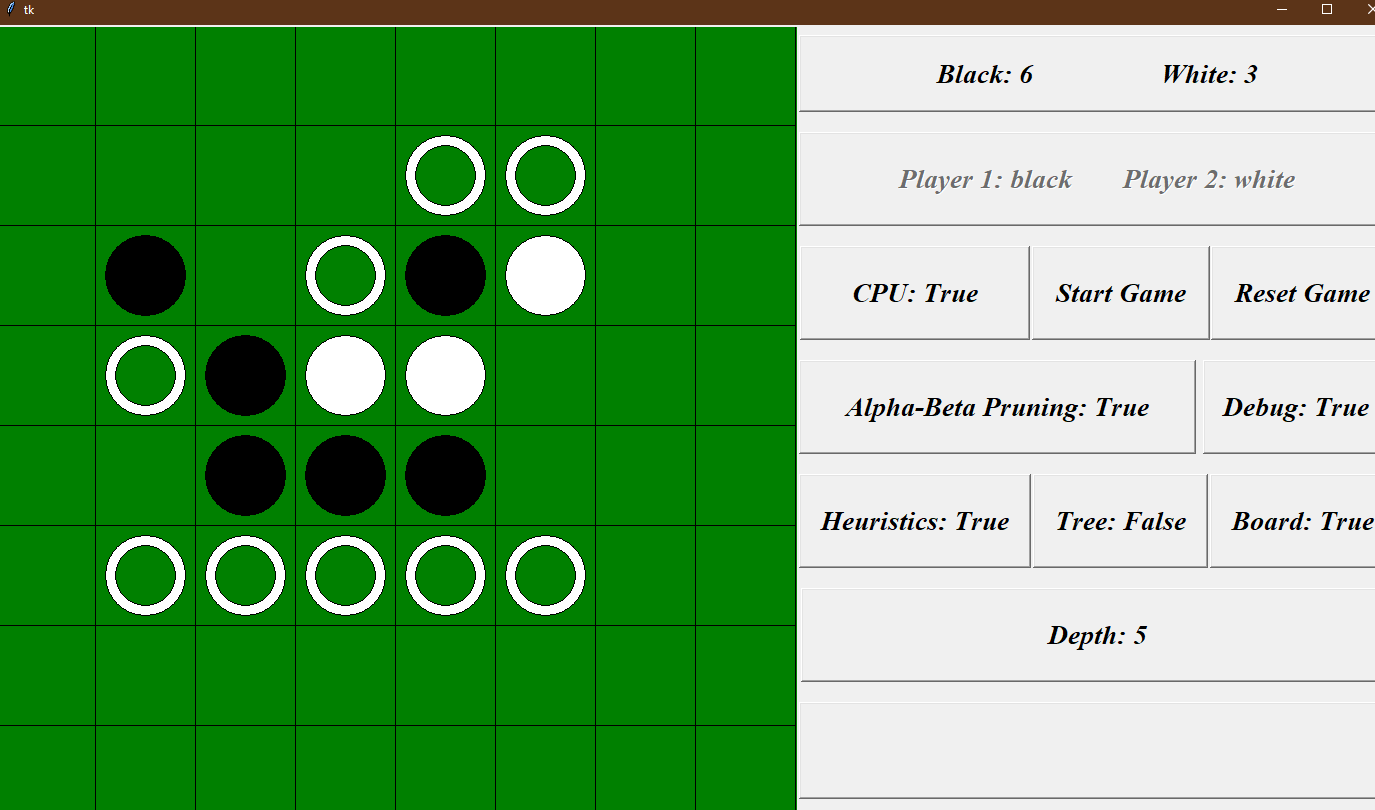 tk
Black: 6 White: 3
Player 1: black Player 2: white
CPU: True Start Game Reset Game
Alpha-Beta Pruning: True Debug: True
Heuristics: True Tree: False Board: True
Depth: 5